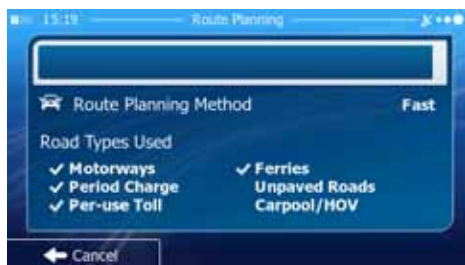 15:19 Route Planning
Route Planning Method Fast
Road Types Used
Motorways Ferries
Period Charge Unpaved Roads
Per-use Toll Carpool/HOV
Cancel